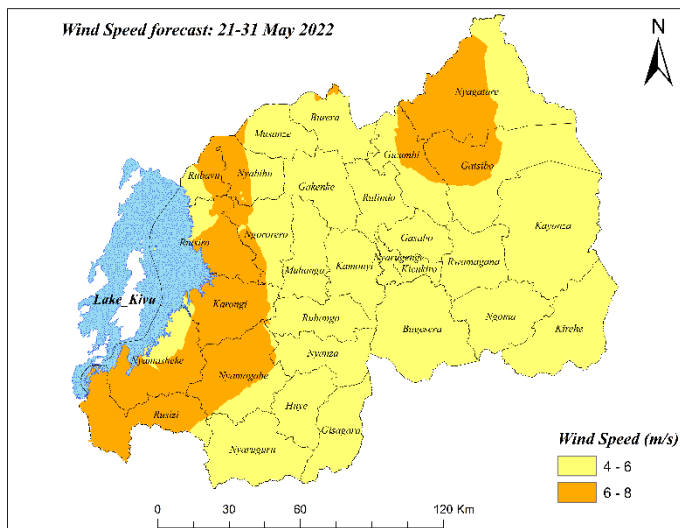 Wind Speed forecast: 21-31 May 2022
N
Nyagatare
Burera
Musanze
Gicumbi
Gatsibo
Rubavu
Nyabihu
Gakenke
Rulindo
Kayonza
Rutsiro
Ngororero
Gasabo
Nyarugenge
Kicukiro
Rwamagana
Muhanga
Kamonyi
Lake_Kivu
Karongi
Ruhango
Bugesera
Ngoma
Kirehe
Nyamasheke
Nyanza
Nyamagabe
Huye
Rusizi
Gisagara
Nyaruguru
Wind Speed (m/s)
4 - 6
6 - 8
0 30 60 120 Km